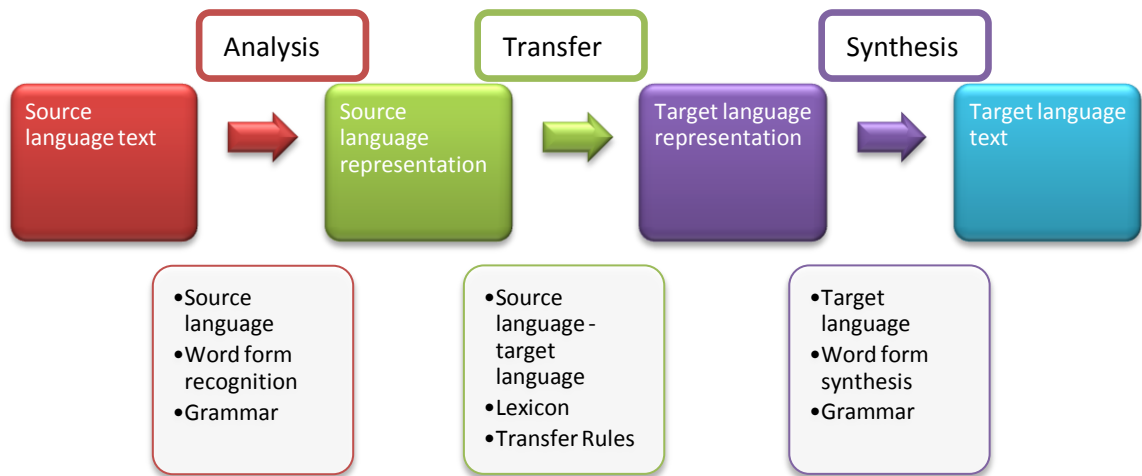 Analysis
Transfer
Synthesis
Source
language text
Source
language
representation
Target language
representation
Target language
text
•Source
language
•Word form
recognition
•Grammar
•Source
language -
target
language
•Lexicon
•Transfer Rules
•Target
language
•Word form
synthesis
•Grammar